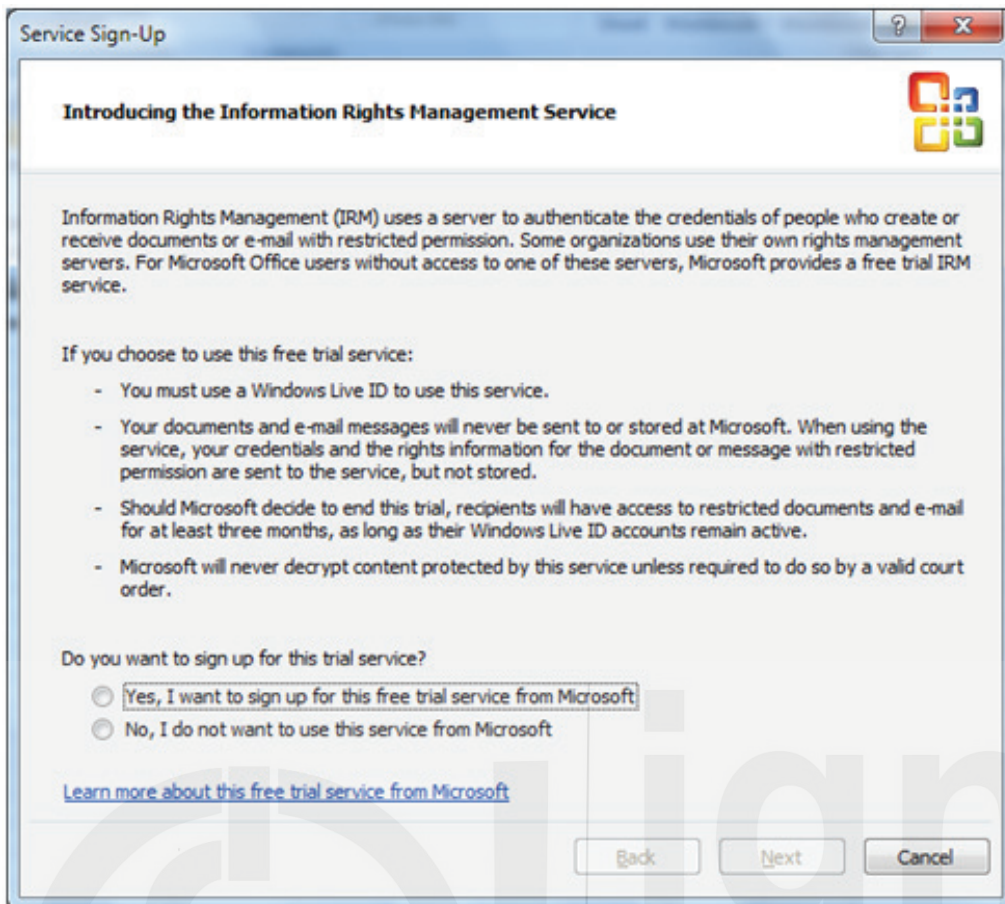 Service Sign-Up
Introducing the Information Rights Management Service
Information Rights Management (IRM) uses a server to authenticate the credentials of people who create or
receive documents or e-mail with restricted permission. Some organizations use their own rights management
servers. For Microsoft Office users without access to one of these servers, Microsoft provides a free trial IRM
service.
If you choose to use this free trial service:
- You must use a Windows Live ID to use this service.
- Your documents and e-mail messages will never be sent to or stored at Microsoft. When using the
service, your credentials and the rights information for the document or message with restricted
permission are sent to the service, but not stored.
- Should Microsoft decide to end this trial, recipients will have access to restricted documents and e-mail
for at least three months, as long as their Windows Live ID accounts remain active.
- Microsoft will never decrypt content protected by this service unless required to do so by a valid court
order.
Do you want to sign up for this trial service?
Yes, I want to sign up for this free trial service from Microsoft
No, I do not want to use this service from Microsoft
Learn more about this free trial service from Microsoft
Back Next Cancel